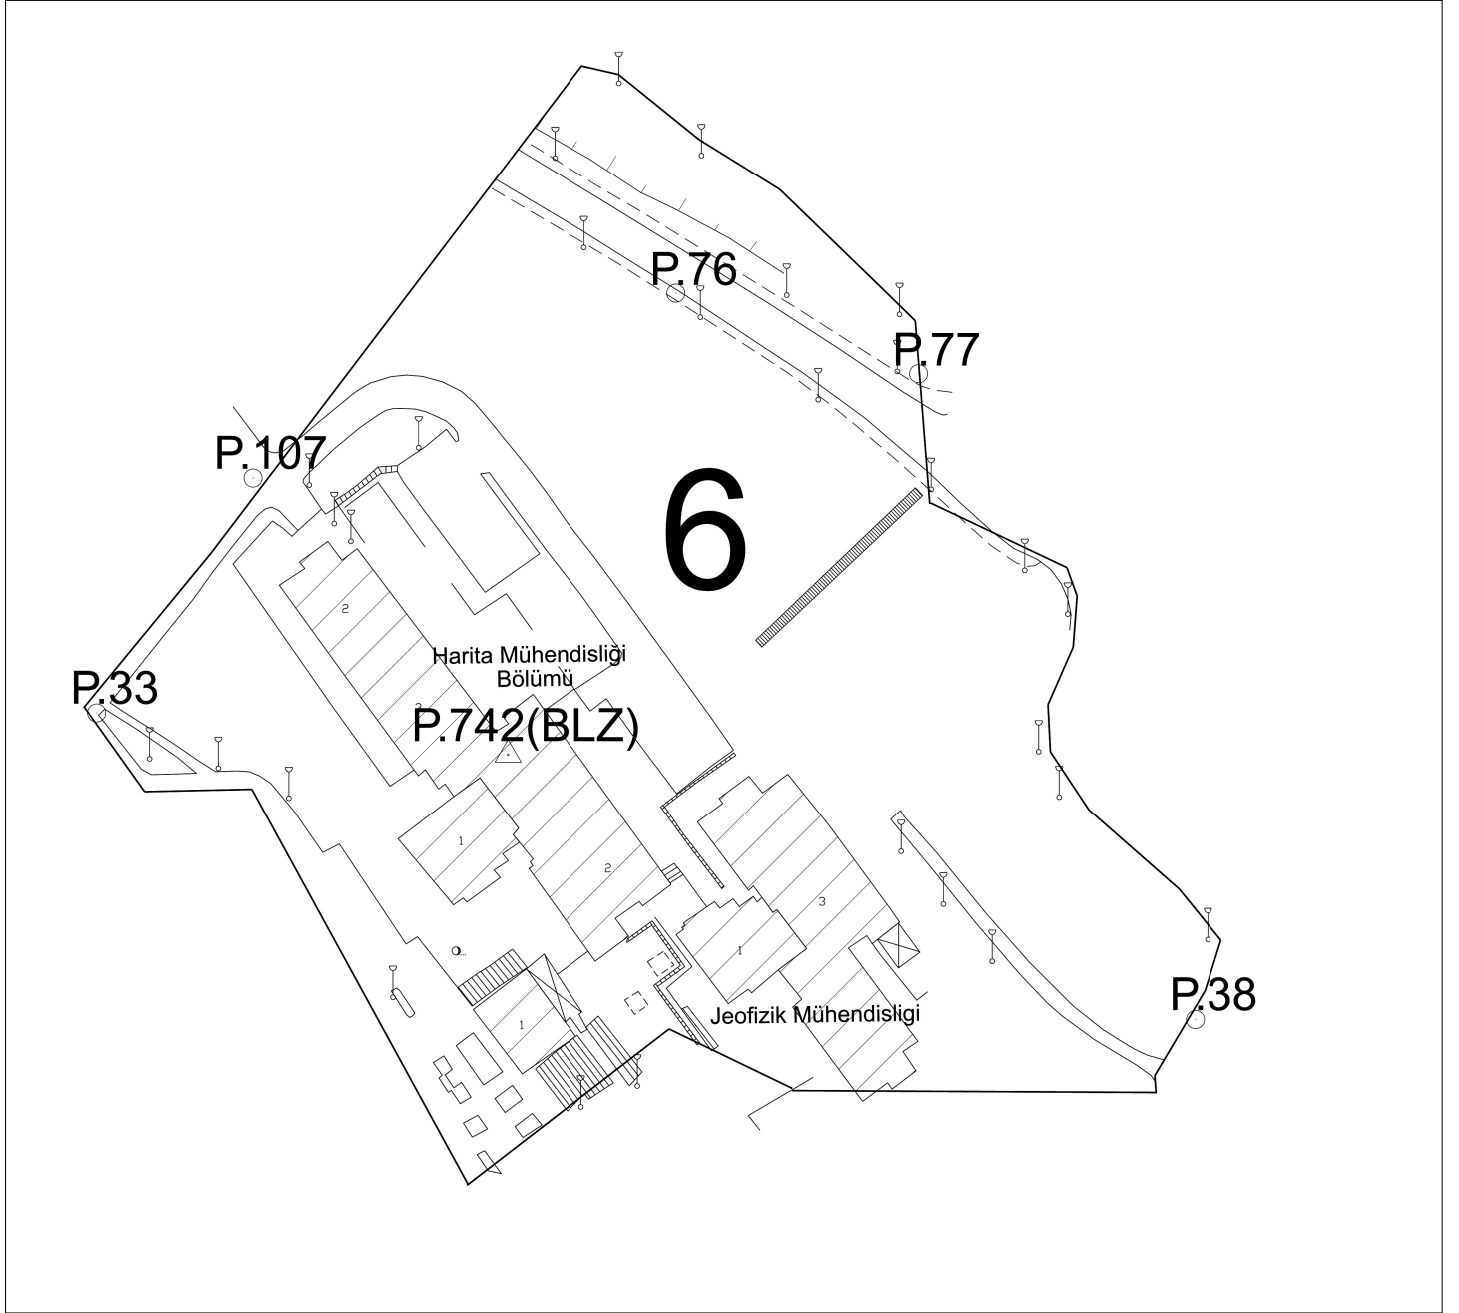 P.76
P.77
P.107
6
2
Harita Mühendisliği
Bölümü
P.33
2
P.742(BLZ)
1
2
3
1
1
Jeofizik Mühendisligi
P.38